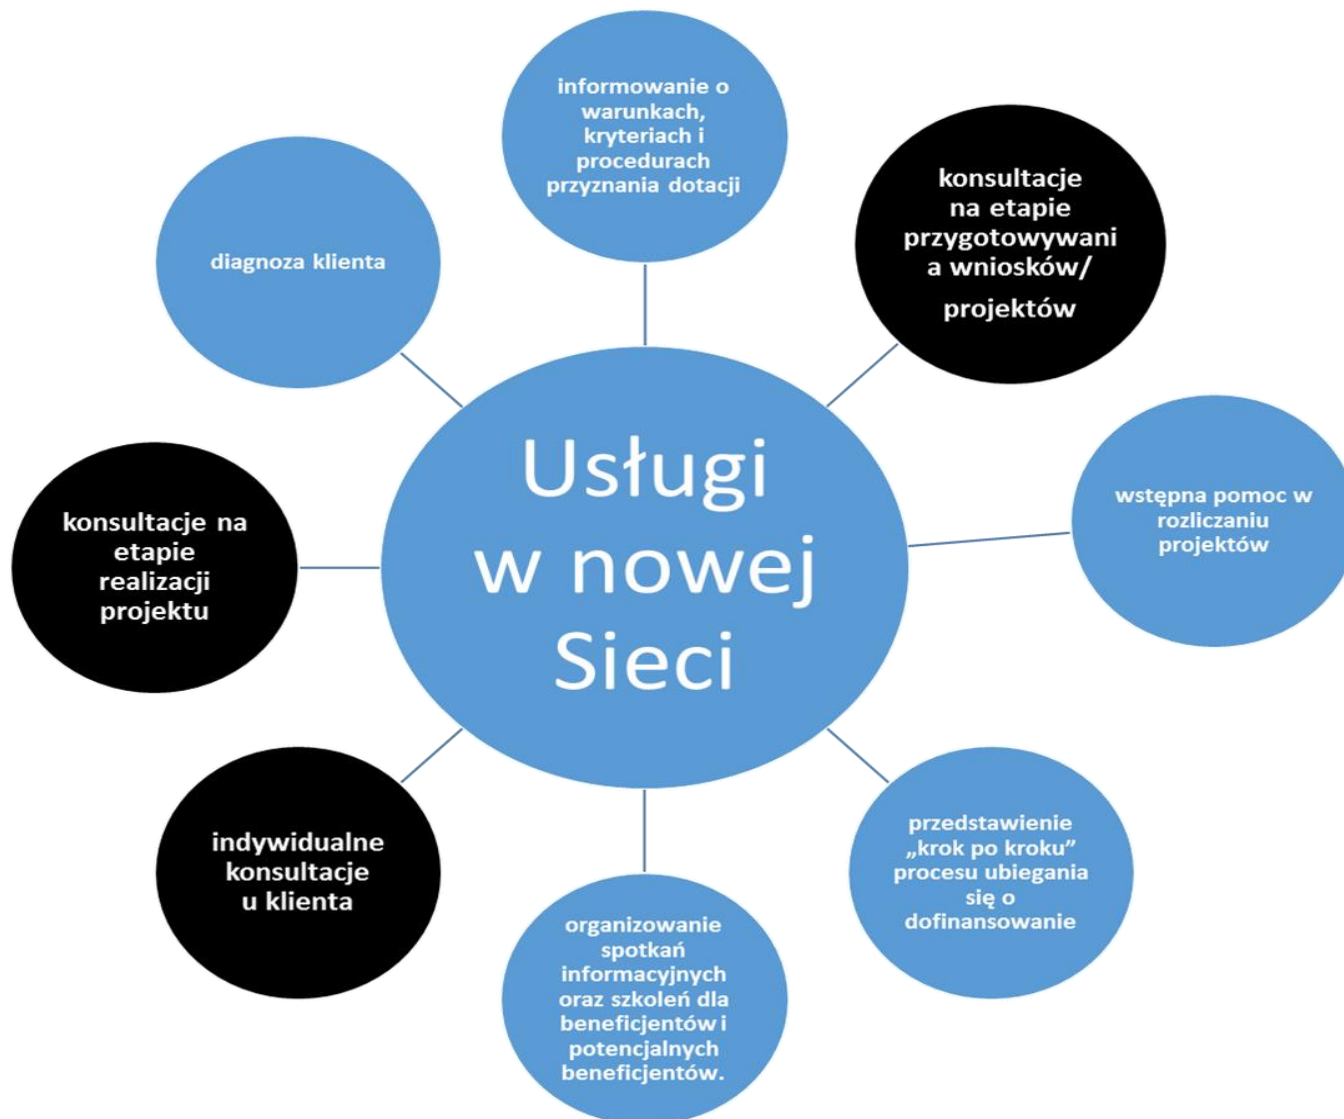 informowanie o
warunkach,
kryteriach i
procedurach
przyznania dotacji
konsultacje
na etapie
przygotowywani
a wniosków/
projektów
diagnoza klienta
Usługi
w nowej
Sieci
wstępna pomoc w
rozliczaniu
projektów
konsultacje na
etapie
realizacji
projektu
indywidualne
konsultacje
u klienta
przedstawienie
„krok po kroku”
procesu ubiegania
się o
dofinansowanie
organizowanie
spotkań
informacyjnych
oraz szkoleń dla
beneficjentów i
potencjalnych
beneficjentów.